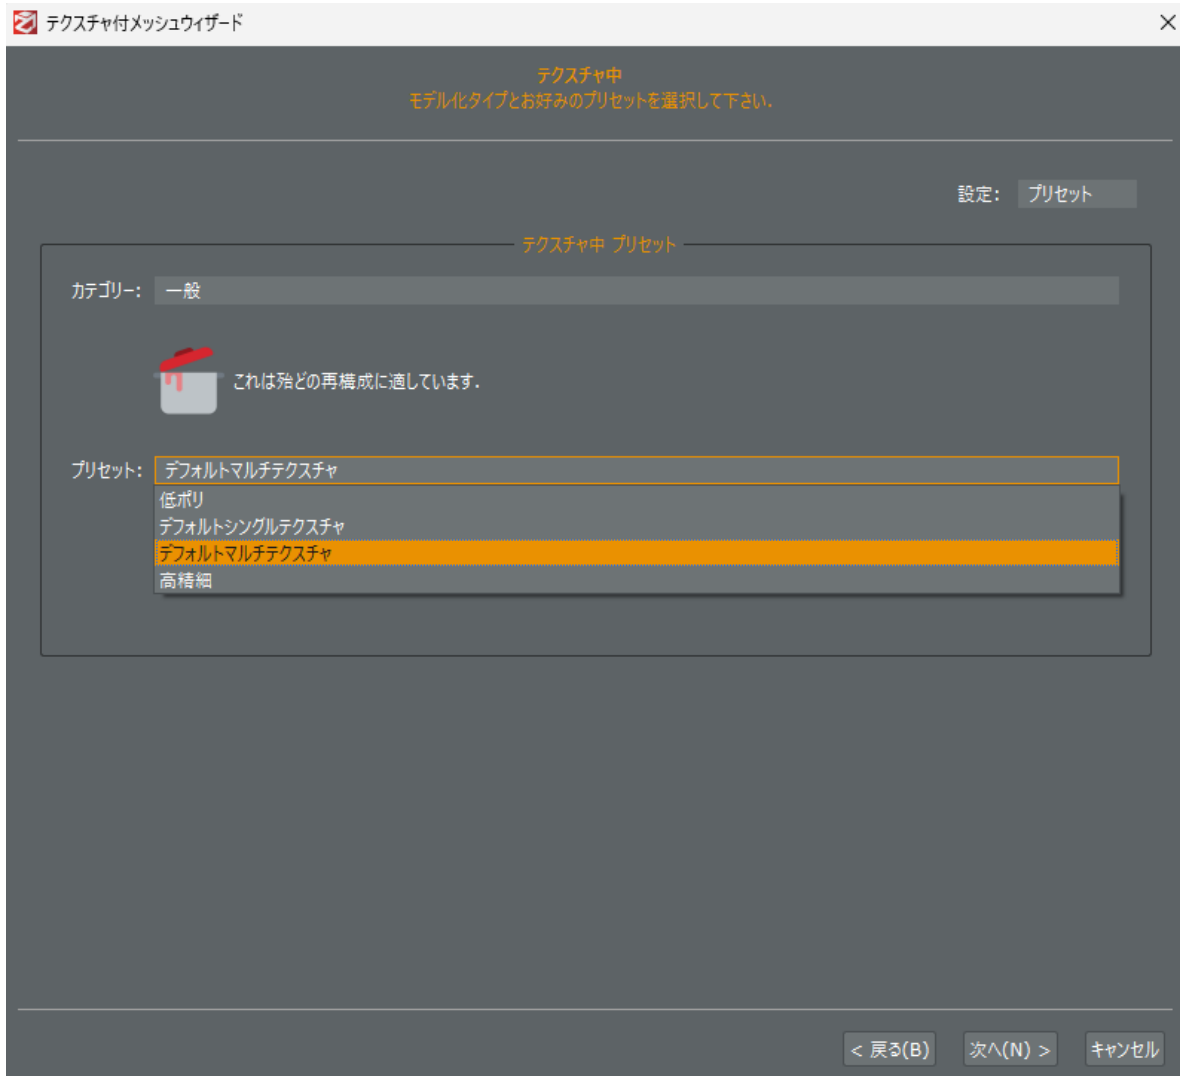 テクスチャ付メッシュウィザード
テクスチャ中
モデル化タイプとお好みのプリセットを選択して下さい.
設定: プリセット
テクスチャ中 プリセット
カテゴリー: 一般
これは殆どの再構成に適しています.
プリセット: デフォルトマルチテクスチャ
低ポリ
デフォルトシングルテクスチャ
デフォルトマルチテクスチャ
高精細
< 戻る(B) 次へ(N) > キャンセル